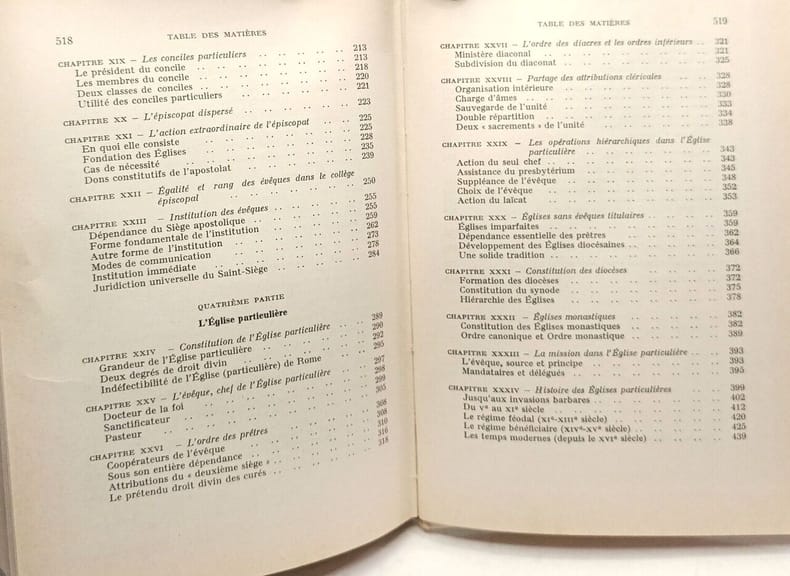 518
TABLE DES MATIÈRES
CHAPITRE XIX — Les conciles particuliers .. .. .. .. .. 213
Le président du concile .. .. .. .. .. .. .. 213
Les membres du concile .. .. .. .. .. .. .. 218
Deux classes de conciles .. .. .. .. .. .. .. 220
Utilité des conciles particuliers .. .. .. .. .. 221
CHAPITRE XX — L'épiscopat dispersé .. .. .. .. .. 223
CHAPITRE XXI — L'action extraordinaire de l'épiscopat .. .. 225
En quoi elle consiste .. .. .. .. .. .. .. 225
Fondation des Églises .. .. .. .. .. .. .. 228
Cas de nécessité .. .. .. .. .. .. .. 235
Dons constitutifs de l'apostolat .. .. .. .. .. 239
CHAPITRE XXII — Égalité et rang des évêques dans le collège
épiscopal .. .. .. .. .. .. 250
CHAPITRE XXIII — Institution des évêques .. .. .. .. 255
Dépendance du Siège apostolique .. .. .. .. .. 255
Forme fondamentale de l'institution .. .. .. .. 259
Autre forme de l'institution .. .. .. .. .. 262
Modes de communication .. .. .. .. .. .. 273
Institution immédiate .. .. .. .. .. .. .. 278
Juridiction universelle du Saint-Siège .. .. .. .. 284
QUATRIÈME PARTIE
L'Église particulière
CHAPITRE XXIV — Constitution de l'Église particulière .. .. 289
Grandeur de l'Église particulière .. .. .. .. .. 290
Deux degrés de droit divin .. .. .. .. .. .. 292
Indéfectibilité de l'Église (particulière) de Rome .. .. 295
CHAPITRE XXV — L'évêque, chef de l'Église particulière .. .. 297
Docteur de la foi .. .. .. .. .. .. .. 298
Sanctificateur .. .. .. .. .. .. .. 299
Pasteur .. .. .. .. .. .. .. 305
CHAPITRE XXVI — L'ordre des prêtres .. .. .. .. 308
Coopérateurs de l'évêque .. .. .. .. .. .. 308
Sous son entière dépendance .. .. .. .. .. 310
Attributions du « deuxième siège » .. .. .. .. .. 316
Le prétendu droit divin des curés .. .. .. .. .. 318
TABLE DES MATIÈRES
519
CHAPITRE XXVII — L'ordre des diacres et les ordres inférieurs .. 321
Ministère diaconal .. .. .. .. .. .. .. 321
Subdivision du diaconat .. .. .. .. .. .. .. 325
CHAPITRE XXVIII — Partage des attributions cléricales .. .. 328
Organisation intérieure .. .. .. .. .. .. .. 328
Charge d'âmes .. .. .. .. .. .. .. 330
Sauvegarde de l'unité .. .. .. .. .. .. .. 333
Double répartition .. .. .. .. .. .. .. 334
Deux « sacrements » de l'unité .. .. .. .. .. 338
CHAPITRE XXIX — Les opérations hiérarchiques dans l'Église
particulière .. .. .. .. .. .. 343
Action du seul chef .. .. .. .. .. .. .. 343
Assistance du presbytérium .. .. .. .. .. .. 345
Suppléance de l'évêque .. .. .. .. .. .. 348
Choix de l'évêque .. .. .. .. .. .. .. 352
Action du laïcat .. .. .. .. .. .. .. 353
CHAPITRE XXX — Églises sans évêques titulaires .. .. .. 359
Églises imparfaites .. .. .. .. .. .. .. 359
Dépendance essentielle des prêtres .. .. .. .. 362
Développement des Églises diocésaines .. .. .. .. 364
Une solide tradition .. .. .. .. .. .. .. 366
CHAPITRE XXXI — Constitution des diocèses .. .. .. 372
Formation des diocèses .. .. .. .. .. .. 372
Constitution du synode .. .. .. .. .. .. 375
Hiérarchie des Églises .. .. .. .. .. .. 378
CHAPITRE XXXII — Églises monastiques .. .. .. .. 382
Constitution des Églises monastiques .. .. .. .. 382
Ordre canonique et Ordre monastique .. .. .. .. 389
CHAPITRE XXXIII — La mission dans l'Église particulière .. .. 393
L'évêque, source et principe .. .. .. .. .. 393
Mandataires et délégués .. .. .. .. .. .. 395
CHAPITRE XXXIV — Histoire des Églises particulières .. .. 399
Jusqu'aux invasions barbares .. .. .. .. .. 402
Du Vᵉ au XIᵉ siècle .. .. .. .. .. .. 412
Le régime féodal (XIᵉ-XIIIᵉ siècle) .. .. .. .. 420
Le régime bénéficiaire (XIVᵉ-XVᵉ siècle) .. .. .. 425
Les temps modernes (depuis le XVIᵉ siècle) .. .. .. 439